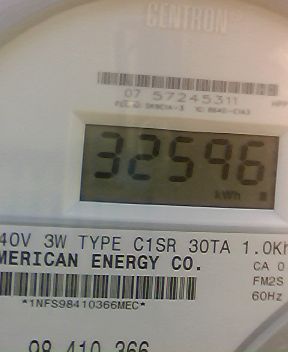 CENTRON
07 57245311
32596
kWh
40V 3W TYPE C1SR 30TA 1.0Kh
MERICAN ENERGY CO.
CA 0
FM2S
60Hz
*1NFS98410366MEC*
98 410 366